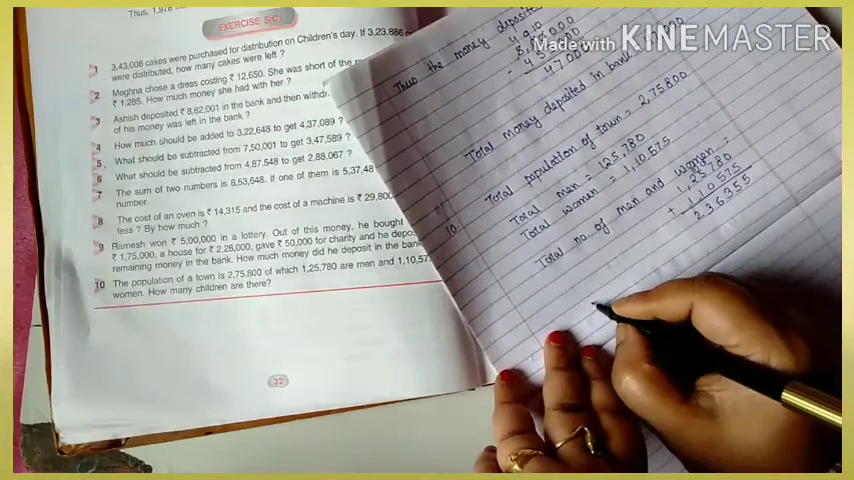 Thus, 1,978
EXERCISE 5(C)
1 3,43,008 cakes were purchased for distribution on Children's day. If 3,23,886
were distributed, how many cakes were left ?
2 Meghna chose a dress costing ₹ 12,650. She was short of the
₹ 1,285. How much money she had with her ?
3 Ashish deposited ₹ 8,62,001 in the bank and then withdr
of his money was left in the bank ?
4 How much should be added to 3,22,648 to get 4,37,089 ?
5. What should be subtracted from 7,50,001 to get 3,47,589 ?
6 What should be subtracted from 4,87,548 to get 2,88,067 ?
7 The sum of two numbers is 8,53,648. If one of them is 5,37,48
number.
8 The cost of an oven is ₹ 14,315 and the cost of a machine is ₹ 29,800
less ? By how much ?
9 Ramesh won ₹ 5,00,000 in a lottery. Out of this money, he bought
₹ 1,75,000, a house for ₹ 2,28,000, gave ₹ 50,000 for charity and he depos
remaining money in the bank. How much money did he deposit in the bank
10 The population of a town is 2,75,800 of which 1,25,780 are men and 1,10,57
women. How many children are there?
32
Made with KINEMASTER
Thus the money deposited
47000
Total money deposited in bank
10. Total population of town = 2,75800
Total men = 125,780
Total women = 1,10,575
Total no. of men and women =
1,25780
+ 110575
236355